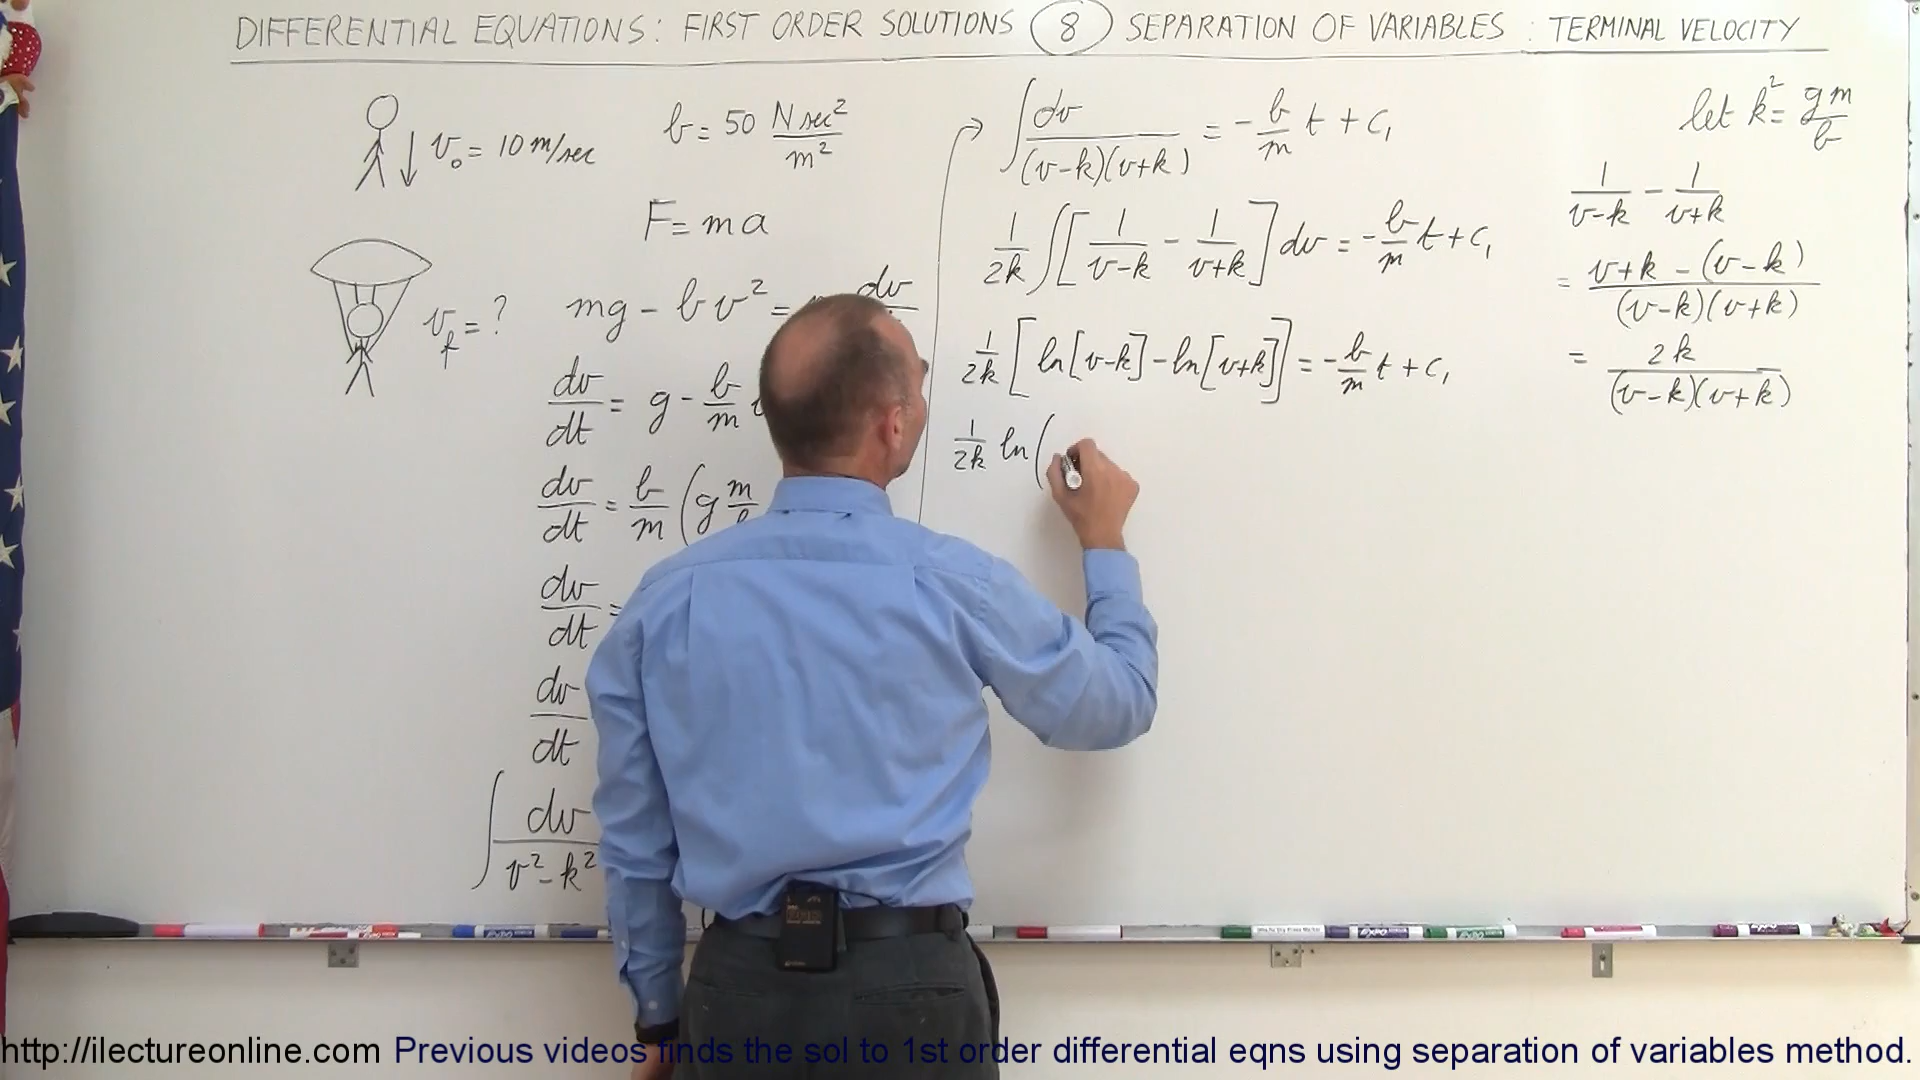 DIFFERENTIAL EQUATIONS: FIRST ORDER SOLUTIONS (8) SEPARATION OF VARIABLES : TERMINAL VELOCITY
v₀ = 10 m/sec
b = 50 N sec²/m²
F = ma
v_f = ?
mg - bv² = dv
dv/dt = g - b/m
dv/dt = b/m (g m
dv/dt =
dv/dt
∫ dv/(v² - k²)
∫ dv/((v-k)(v+k)) = - b/m t + C₁
1/2k ∫ [1/(v-k) - 1/(v+k)] dv = - b/m t + C₁
1/2k [ln[v-k] - ln[v+k]] = - b/m t + C₁
1/2k ln(
let k² = gm/b
1/(v-k) - 1/(v+k)
= (v+k - (v-k))/((v-k)(v+k))
= 2k/((v-k)(v+k))
http://ilectureonline.com Previous videos finds the sol to 1st order differential eqns using separation of variables method.